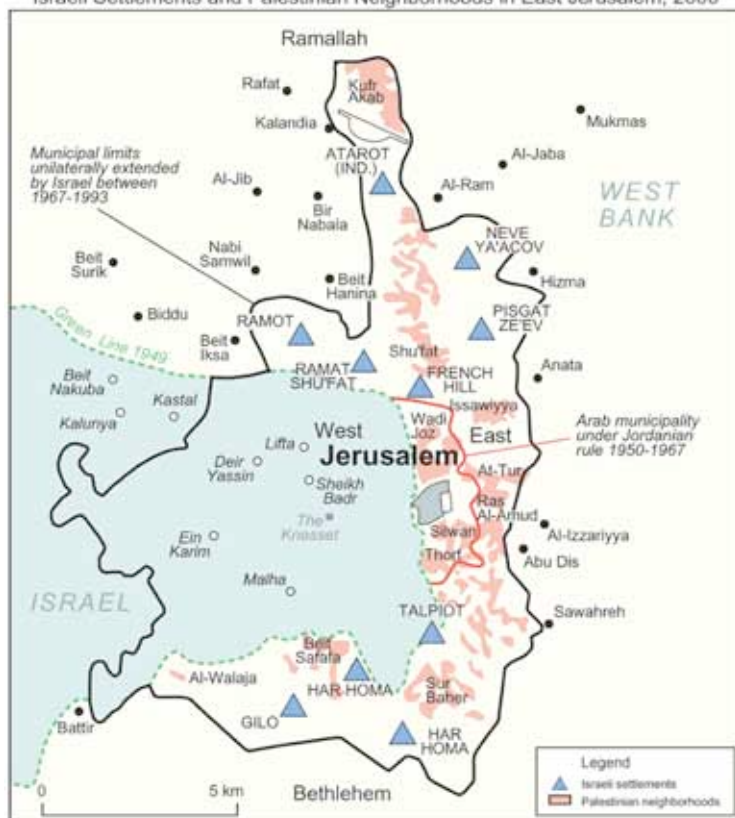 Israeli Settlements and Palestinian Neighborhoods in East Jerusalem, 2000
Ramallah
Rafat
Kufr
Akab
Kalandia
Mukmas
Municipal limits
unilaterally extended
by Israel between
1967-1993
ATAROT
(IND.)
Al-Jaba
Al-Jib
Bir
Nabala
Al-Ram
WEST
BANK
NEVE
YA'ACOV
Nabi
Samwil
Beit
Surik
Beit
Hanina
Hizma
Biddu
RAMOT
PISGAT
ZE'EV
Green Line 1949
Beit
Iksa
RAMAT
SHU'FAT
Shu'fat
FRENCH
HILL
Anata
Beit
Nakuba
Kastal
Kalunya
Issawiyya
Wadi
Joz
East
Arab municipality
under Jordanian
rule 1950-1967
Lifta
West
Jerusalem
Deir
Yassin
At-Tur
Sheikh
Badr
Ras
Al-Amud
The
Knesset
Silwan
Al-Izzariyya
Ein
Karim
Thorf
Abu Dis
Malha
ISRAEL
TALPIOT
Sawahreh
Beit
Safafa
Al-Walaja
HAR HOMA
Sur
Baher
GILO
Battir
HAR
HOMA
Legend
Israeli settlements
Palestinian neighborhoods
0
5 km
Bethlehem